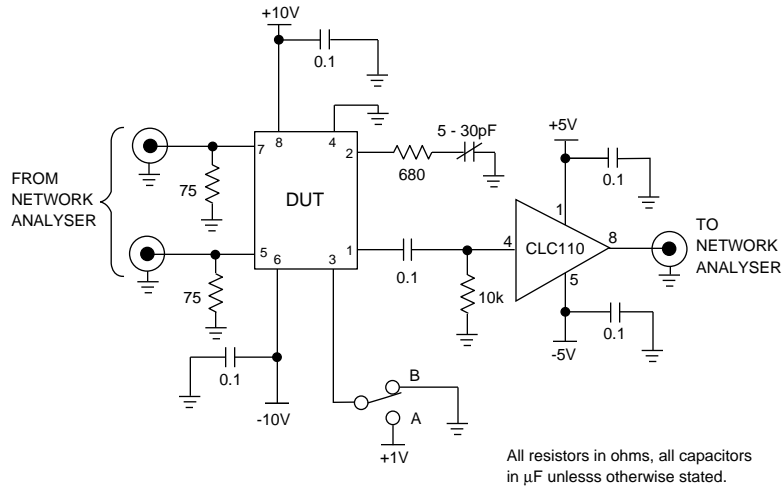 +10V
0.1
5 - 30pF
+5V
8
4
7
2
FROM
NETWORK
ANALYSER
75
680
0.1
DUT
1
TO
NETWORK
ANALYSER
5
6
3
1
4
CLC110
8
0.1
5
75
10k
0.1
0.1
-10V
-5V
B
A
+1V
All resistors in ohms, all capacitors
in µF unlesss otherwise stated.